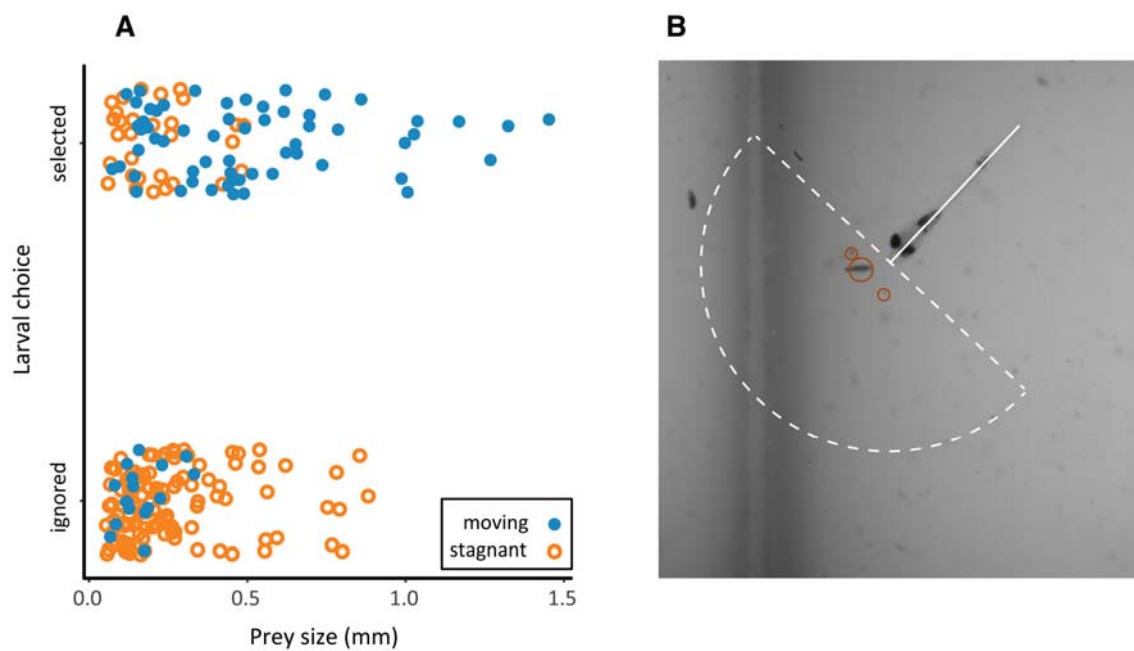 A
B
selected
Larval choice
ignored
moving
stagnant
0.0
0.5
1.0
1.5
Prey size (mm)